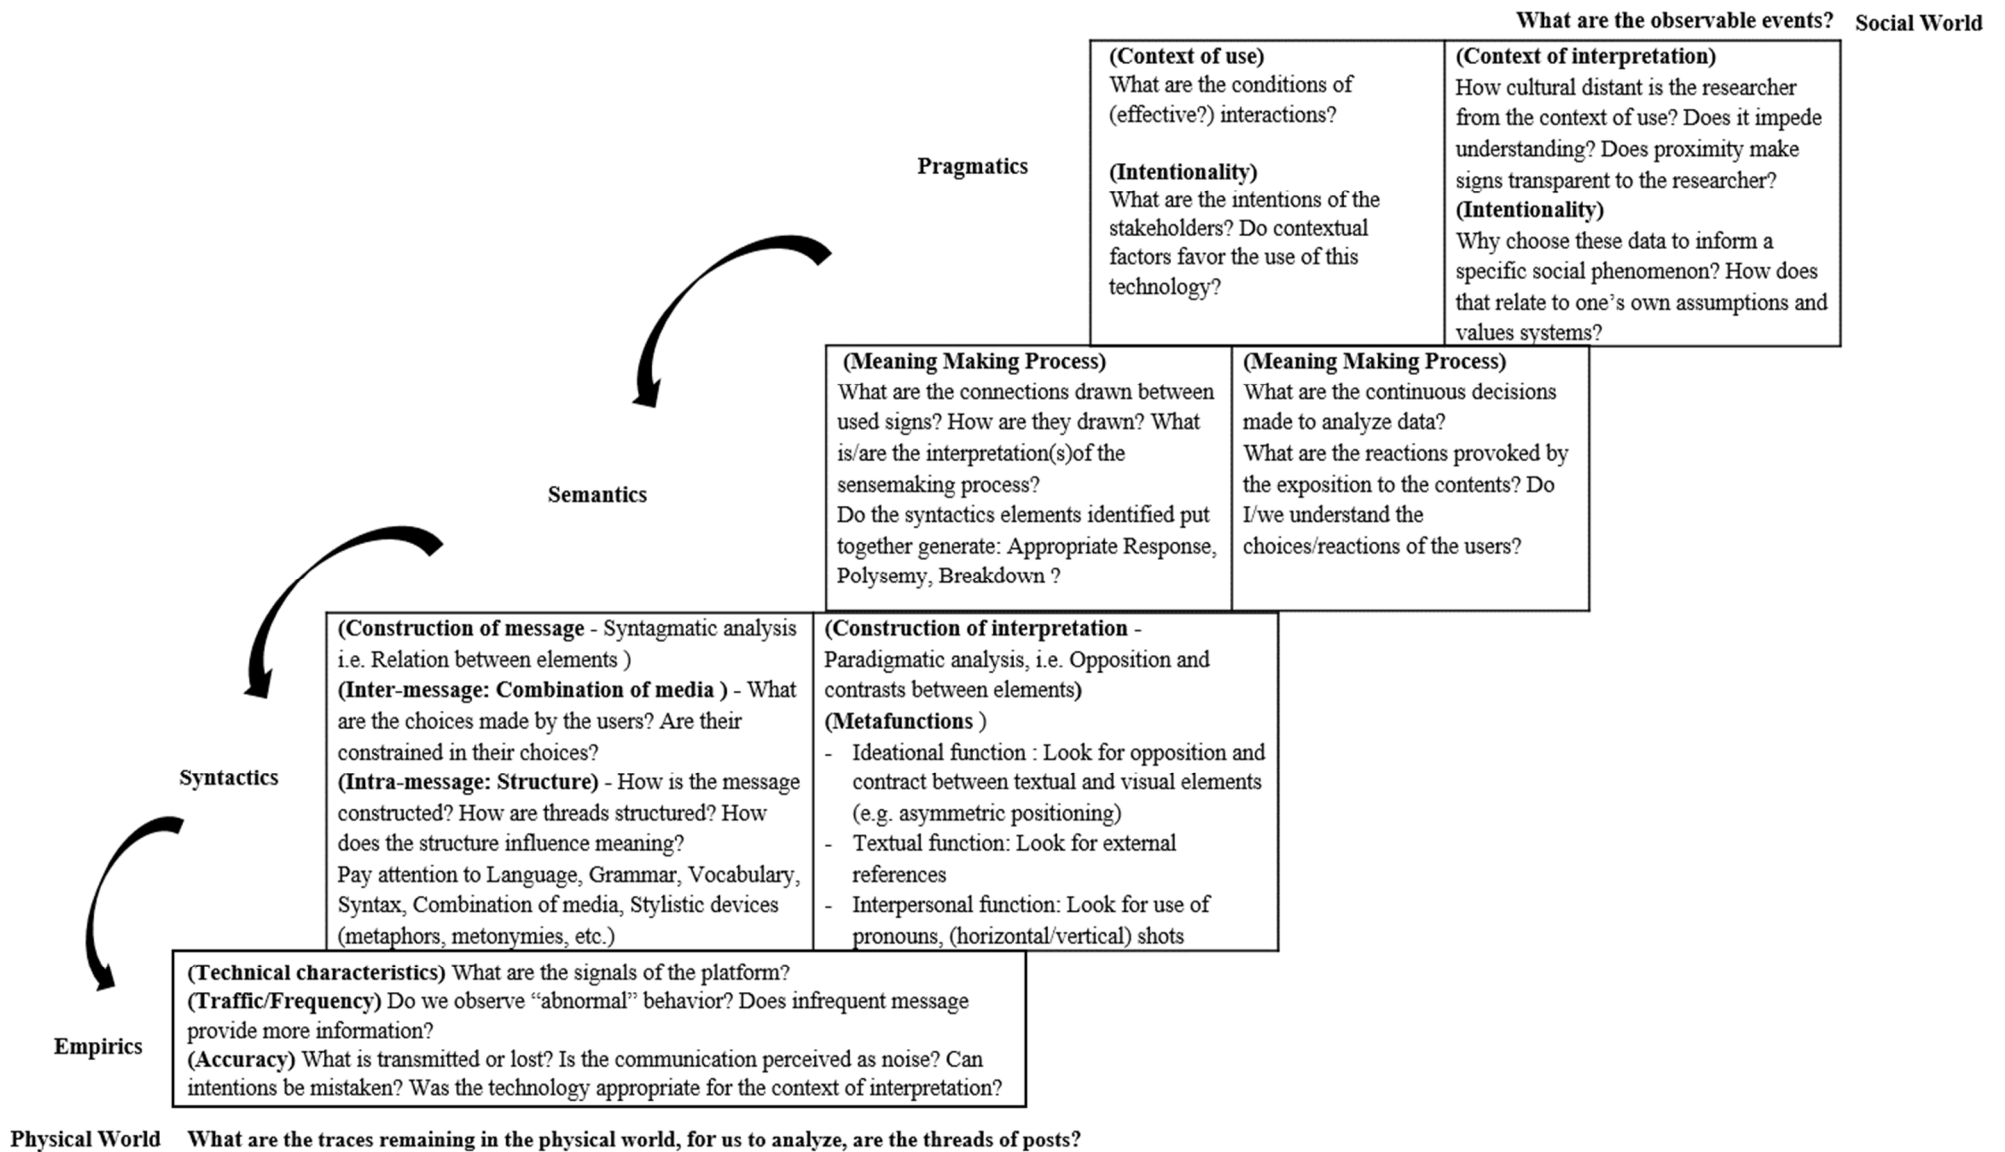 What are the observable events? Social World
(Context of use)
What are the conditions of
(effective?) interactions?
(Intentionality)
What are the intentions of the
stakeholders? Do contextual
factors favor the use of this
technology?
(Context of interpretation)
How cultural distant is the researcher
from the context of use? Does it impede
understanding? Does proximity make
signs transparent to the researcher?
(Intentionality)
Why choose these data to inform a
specific social phenomenon? How does
that relate to one's own assumptions and
values systems?
Pragmatics
(Meaning Making Process)
What are the connections drawn between
used signs? How are they drawn? What
is/are the interpretation(s)of the
sensemaking process?
Do the syntactics elements identified put
together generate: Appropriate Response,
Polysemy, Breakdown ?
(Meaning Making Process)
What are the continuous decisions
made to analyze data?
What are the reactions provoked by
the exposition to the contents? Do
I/we understand the
choices/reactions of the users?
Semantics
(Construction of message - Syntagmatic analysis
i.e. Relation between elements )
(Inter-message: Combination of media ) - What
are the choices made by the users? Are their
constrained in their choices?
(Intra-message: Structure) - How is the message
constructed? How are threads structured? How
does the structure influence meaning?
Pay attention to Language, Grammar, Vocabulary,
Syntax, Combination of media, Stylistic devices
(metaphors, metonymies, etc.)
(Construction of interpretation -
Paradigmatic analysis, i.e. Opposition and
contrasts between elements)
(Metafunctions )
- Ideational function : Look for opposition and
contract between textual and visual elements
(e.g. asymmetric positioning)
- Textual function: Look for external
references
- Interpersonal function: Look for use of
pronouns, (horizontal/vertical) shots
Syntactics
(Technical characteristics) What are the signals of the platform?
(Traffic/Frequency) Do we observe “abnormal” behavior? Does infrequent message
provide more information?
(Accuracy) What is transmitted or lost? Is the communication perceived as noise? Can
intentions be mistaken? Was the technology appropriate for the context of interpretation?
Empirics
Physical World What are the traces remaining in the physical world, for us to analyze, are the threads of posts?